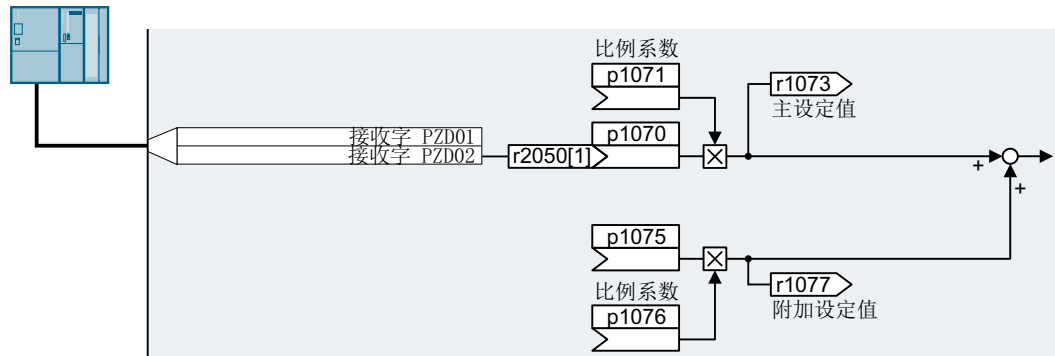 比例系数
p1071
r1073
主设定值
接收字 PZD01
p1070
接收字 PZD02
r2050[1]
+
+
p1075
比例系数
r1077
p1076
附加设定值